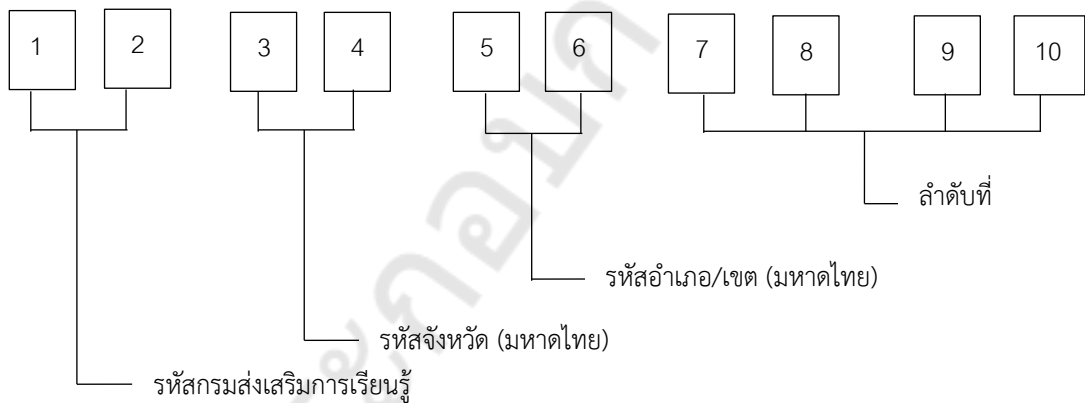 1 2 3 4 5 6 7 8 9 10
ลำดับที่
รหัสอำเภอ/เขต (มหาดไทย)
รหัสจังหวัด (มหาดไทย)
รหัสกรมส่งเสริมการเรียนรู้